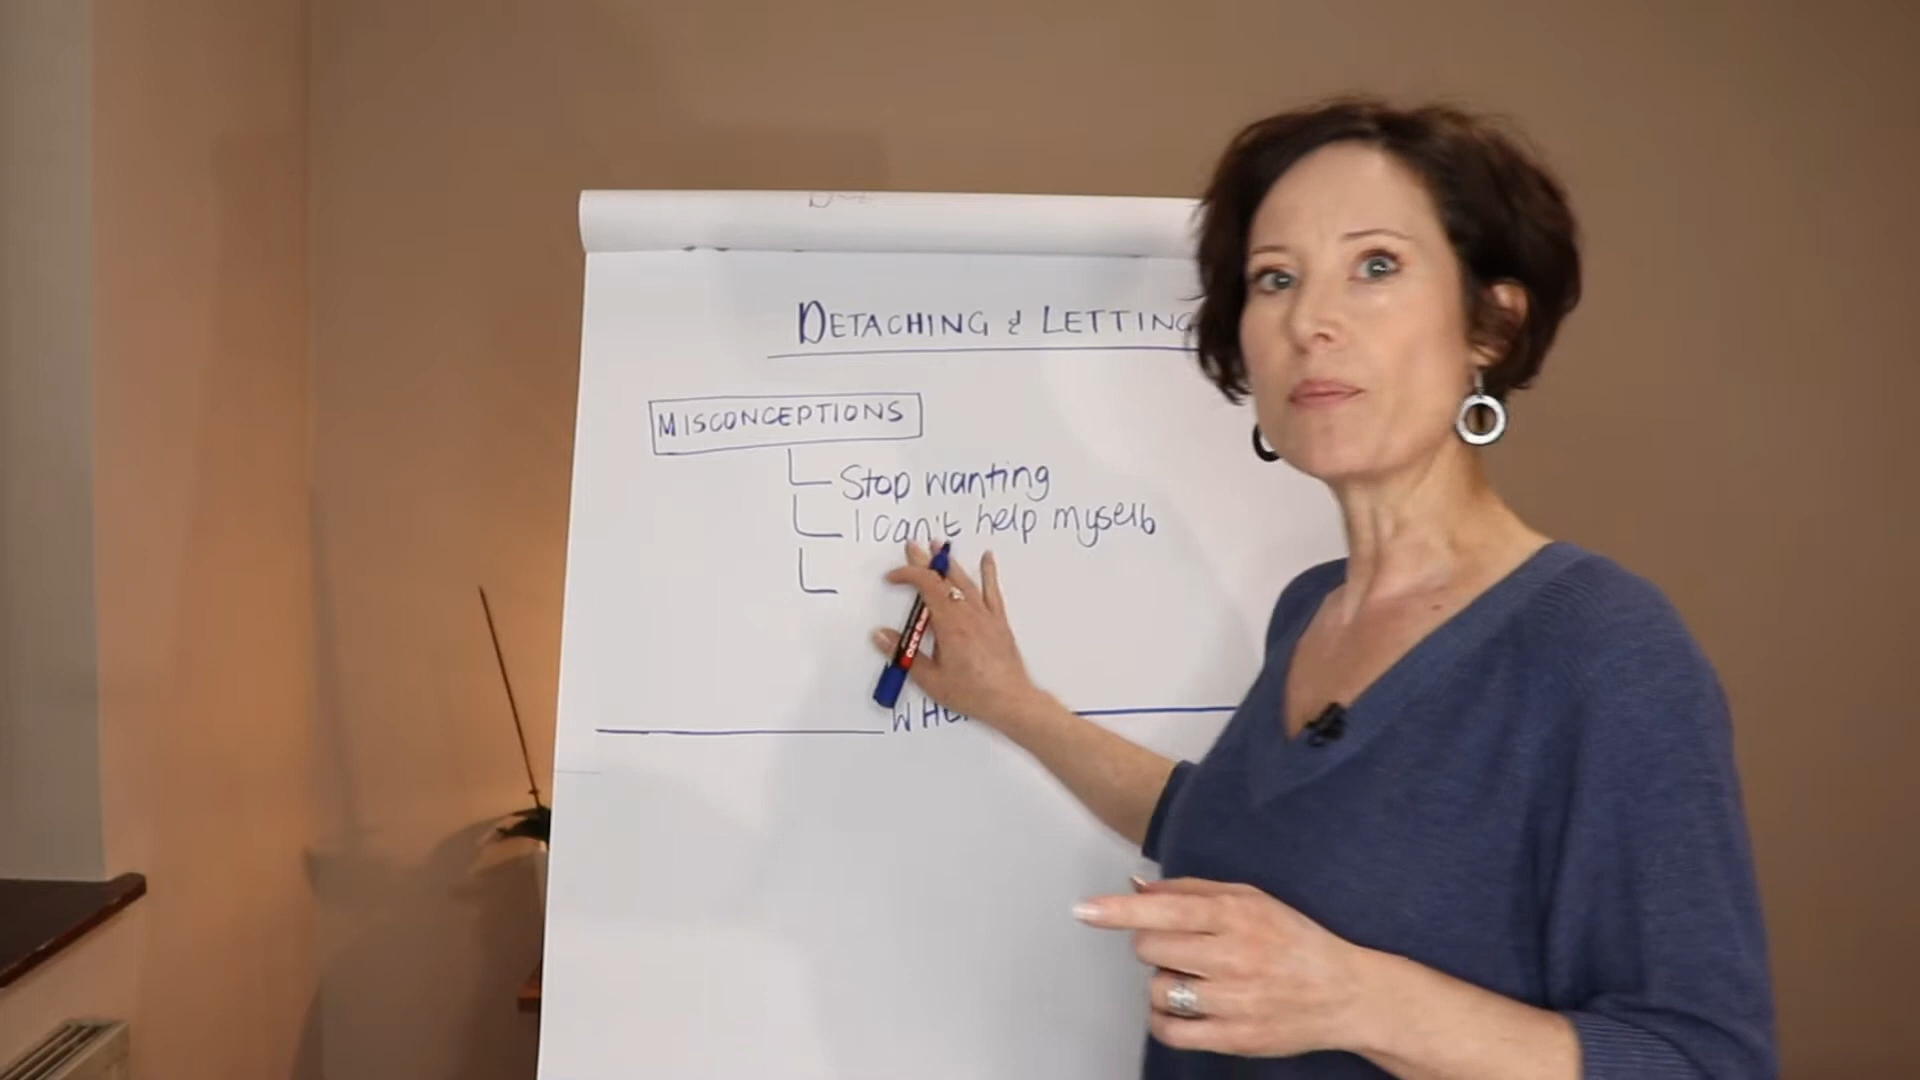 DETACHING & LETTING
MISCONCEPTIONS
Stop wanting
I can't help myself